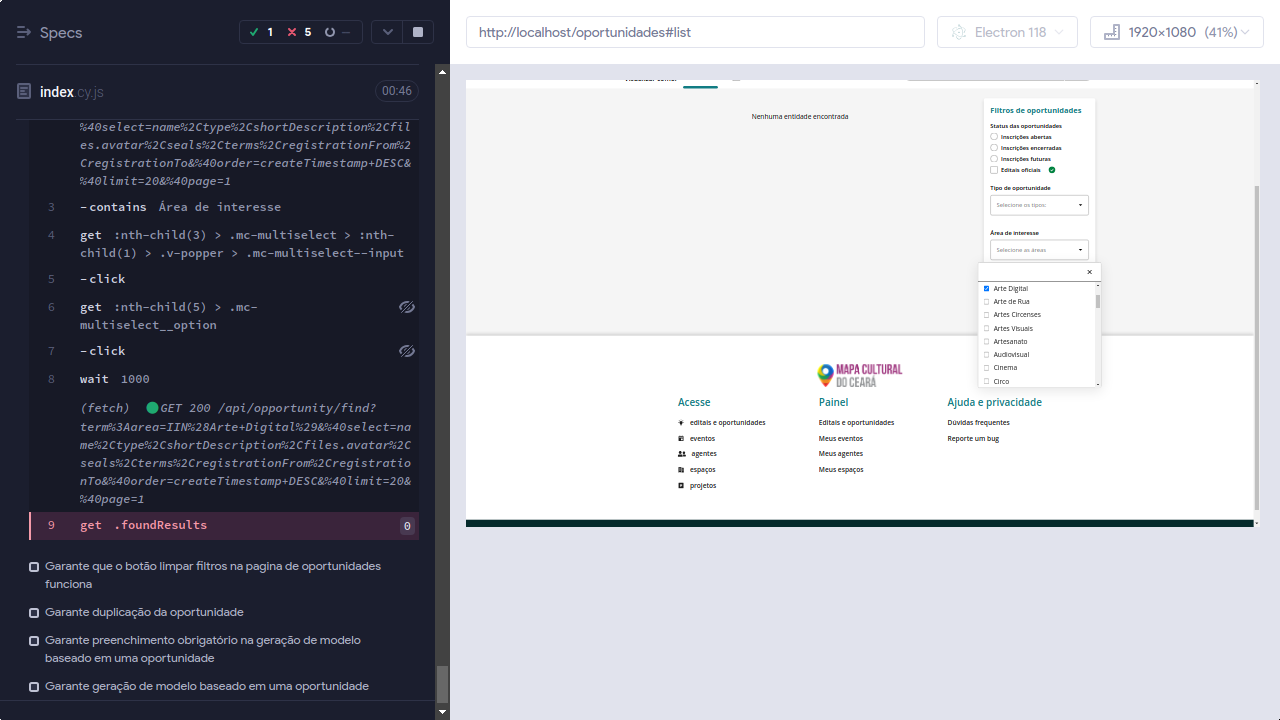 Specs
1
5
--
index.cy.js
00:46
%40select=name%2Ctype%2CshortDescription%2Cfil
es.avatar%2Cseals%2Cterms%2CregistrationFrom%2
CregistrationTo&%40order=createTimestamp+DESC&
%40limit=20&%40page=1
3 -contains Área de interesse
4 get :nth-child(3) > .mc-multiselect > :nth-
child(1) > .v-popper > .mc-multiselect--input
5 -click
6 get :nth-child(5) > .mc-
multiselect__option
7 -click
8 wait 1000
(fetch) GET 200 /api/opportunity/find?
term%3Aarea=IIN%28Arte+Digital%29&%40select=na
me%2Ctype%2CshortDescription%2Cfiles.avatar%2C
seals%2Cterms%2CregistrationFrom%2Cregistratio
nTo&%40order=createTimestamp+DESC&%40limit=20&
%40page=1
9 get .foundResults 0
Garante que o botão limpar filtros na pagina de oportunidades
funciona
Garante duplicação da oportunidade
Garante preenchimento obrigatório na geração de modelo
baseado em uma oportunidade
Garante geração de modelo baseado em uma oportunidade
http://localhost/oportunidades#list
Electron 118
1920×1080 (41%)
Nenhuma entidade encontrada
Filtros de oportunidades
Status das oportunidades
Inscrições abertas
Inscrições encerradas
Inscrições futuras
Editais oficiais
Tipo de oportunidade
Selecione os tipos:
Área de interesse
Selecione as áreas
×
Arte Digital
Arte de Rua
Artes Circenses
Artes Visuais
Artesanato
Audiovisual
Cinema
Circo
MAPA CULTURAL
DO CEARÁ
Acesse
editais e oportunidades
eventos
agentes
espaços
projetos
Painel
Editais e oportunidades
Meus eventos
Meus agentes
Meus espaços
Ajuda e privacidade
Dúvidas frequentes
Reporte um bug